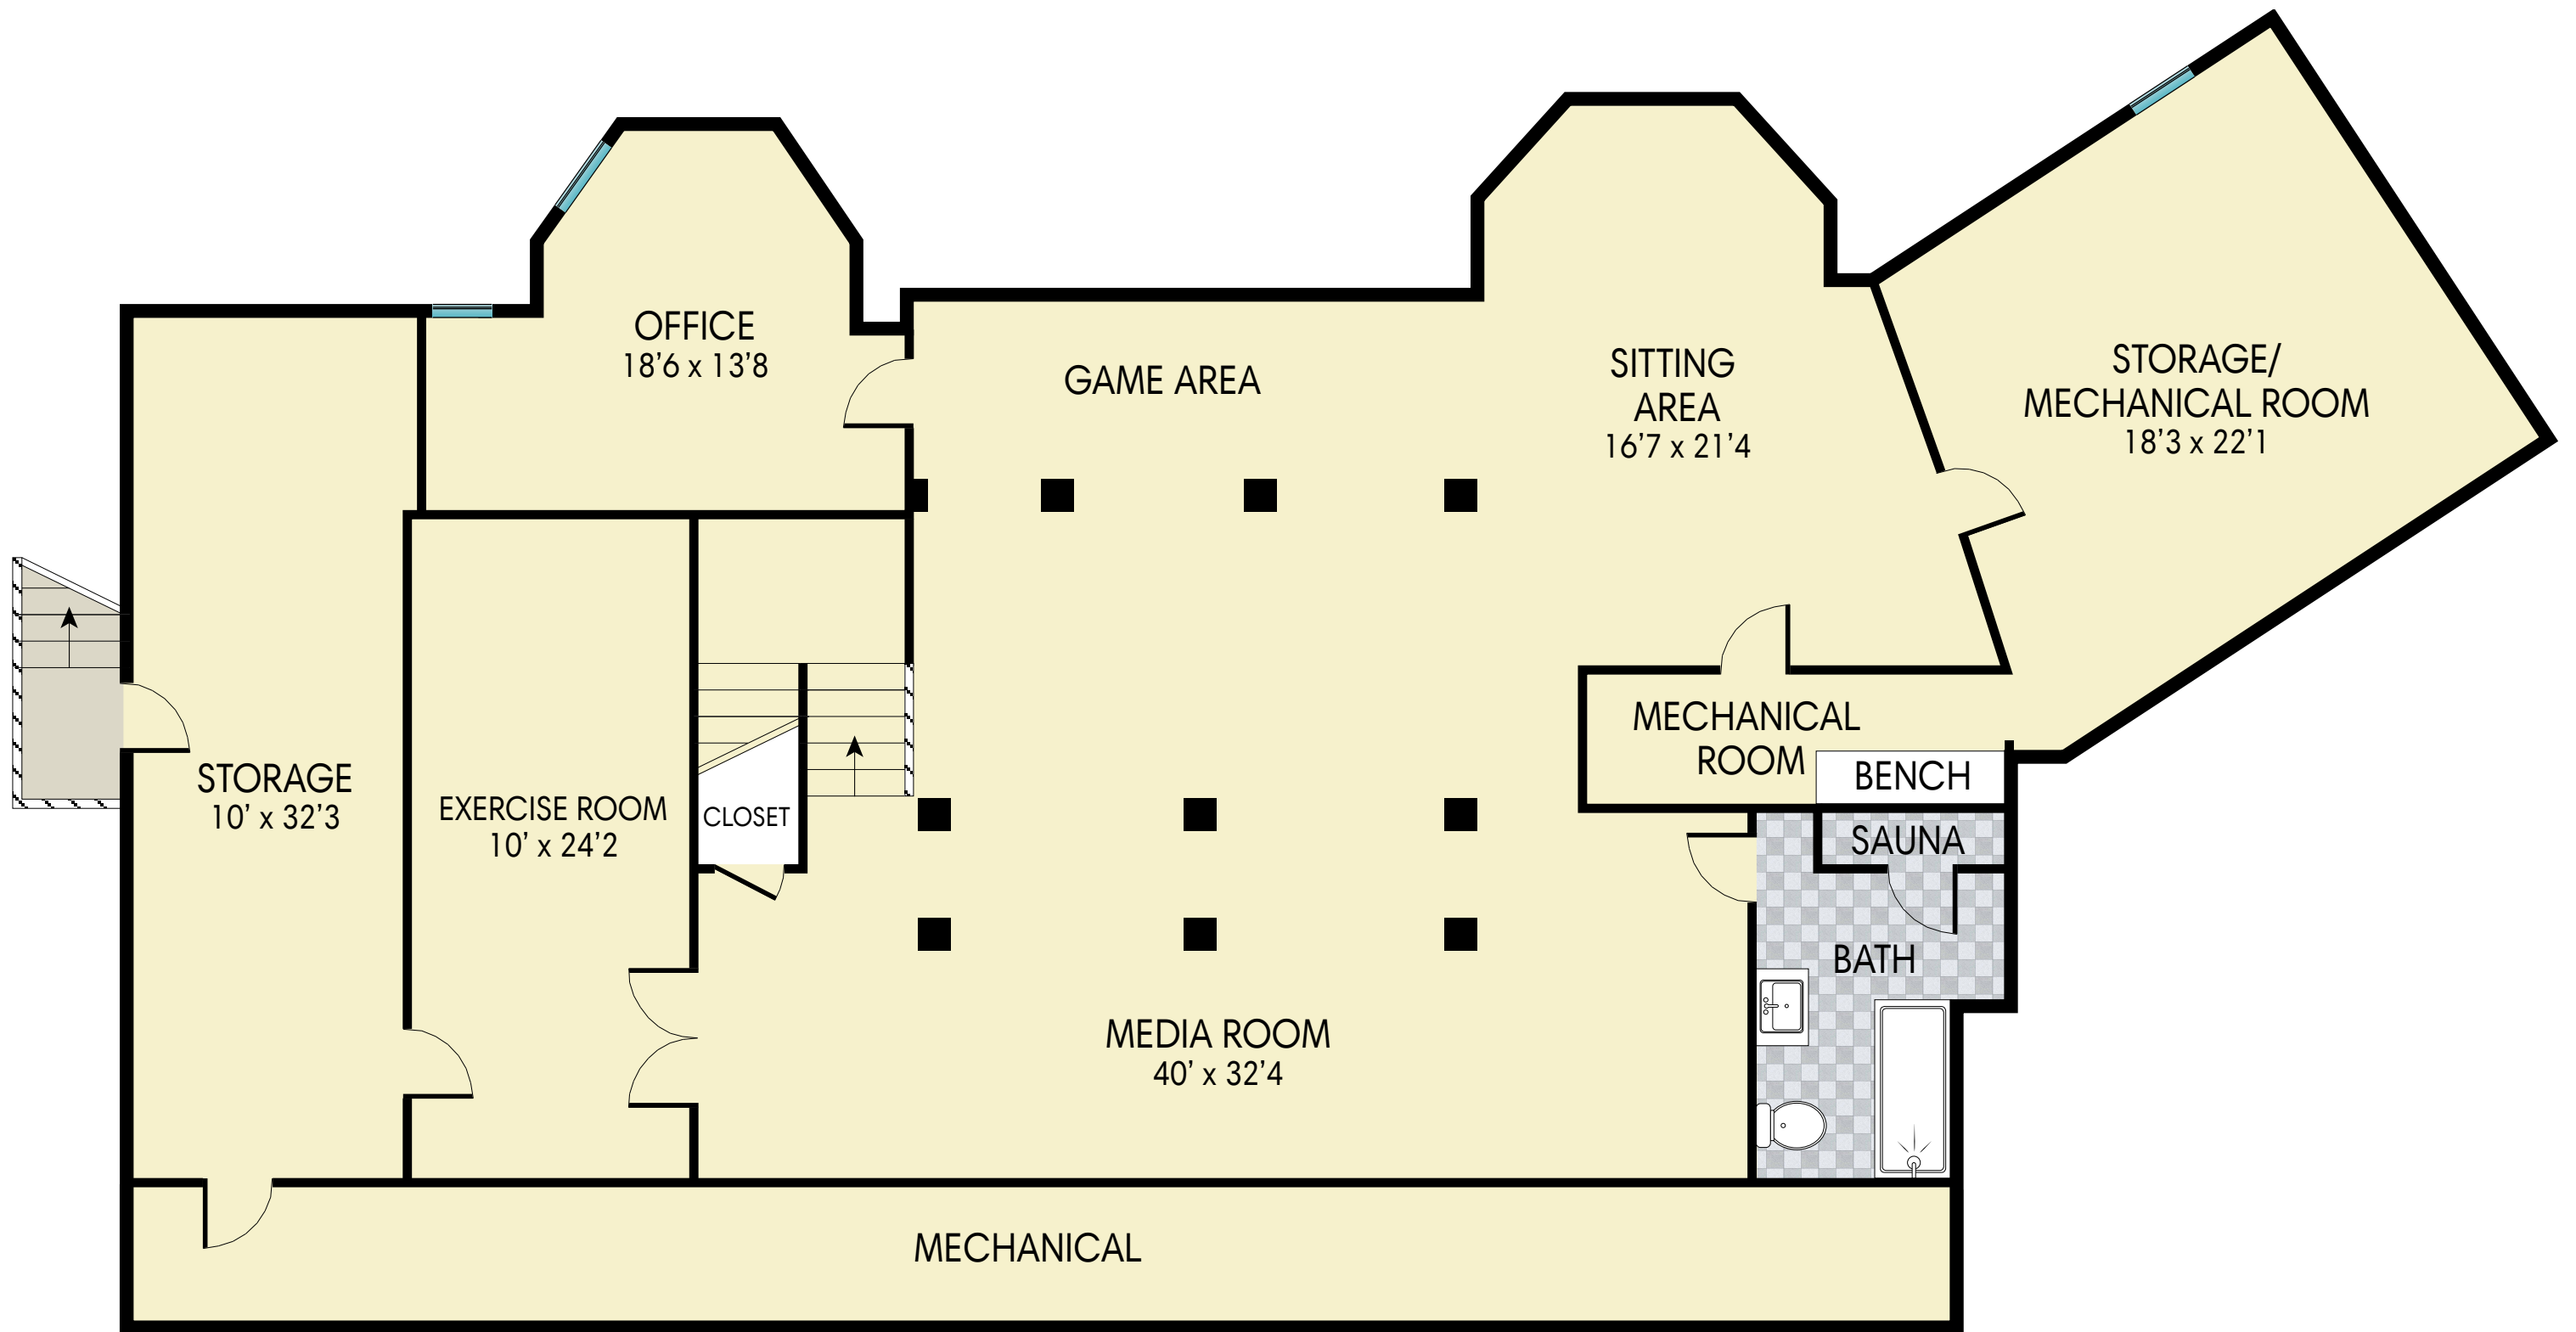 OFFICE
18’6 x 13’8
GAME AREA
SITTING
AREA
16’7 x 21’4
STORAGE/
MECHANICAL ROOM
18’3 x 22’1
STORAGE
10’ x 32’3
EXERCISE ROOM
10’ x 24’2
CLOSET
MECHANICAL
ROOM
BENCH
SAUNA
BATH
MEDIA ROOM
40’ x 32’4
MECHANICAL